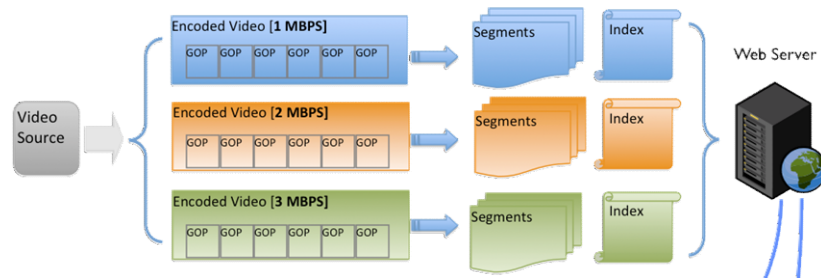 Encoded Video [1 MBPS]
GOP GOP GOP GOP GOP GOP
Segments
Index
Web Server
Video
Source
Encoded Video [2 MBPS]
GOP GOP GOP GOP GOP GOP
Segments
Index
Encoded Video [3 MBPS]
GOP GOP GOP GOP GOP GOP
Segments
Index